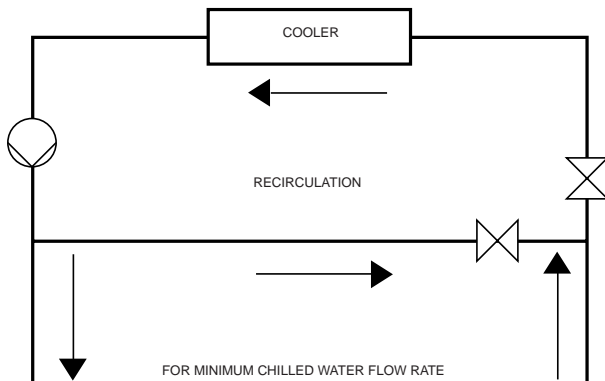 COOLER
RECIRCULATION
FOR MINIMUM CHILLED WATER FLOW RATE